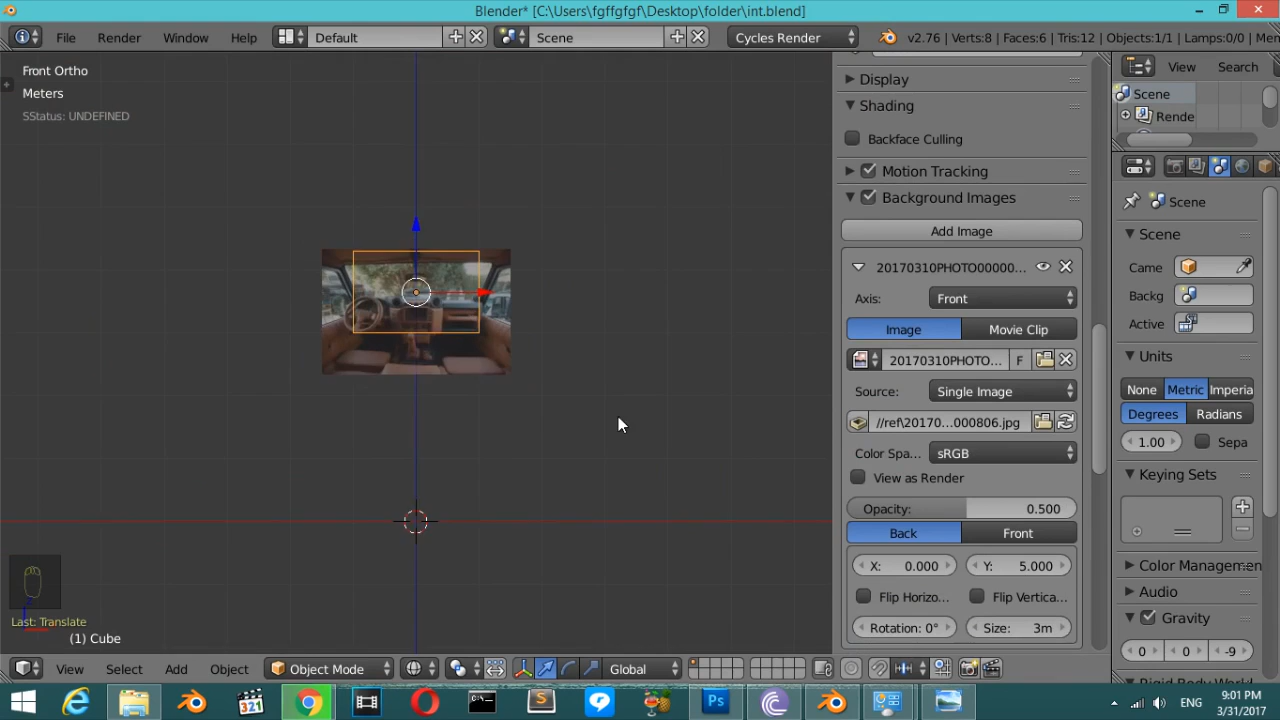 Blender* [C:\Users\fgffgfgf\Desktop\folder\int.blend]
File Render Window Help Default Scene Cycles Render v2.76 | Verts:8 | Faces:6 | Tris:12 | Objects:1/1 | Lamps:0/0 | Mem
Front Ortho
Meters
SStatus: UNDEFINED
Last: Translate
(1) Cube
View Select Add Object Object Mode Global
Display
Shading
Backface Culling
Motion Tracking
Background Images
Add Image
20170310PHOTO00000...
Axis: Front
Image Movie Clip
20170310PHOTO... F
Source: Single Image
//ref\20170...000806.jpg
Color Spa... sRGB
View as Render
Opacity: 0.500
Back Front
X: 0.000 Y: 5.000
Flip Horizo... Flip Vertica...
Rotation: 0° Size: 3m
View Search
Scene
Rende
Scene
Scene
Came
Backg
Active
Units
None Metric Imperia
Degrees Radians
1.00 Sepa
Keying Sets
Color Managemen
Audio
Gravity
0 0 -9
321
Ps
ENG
9:01 PM
3/31/2017